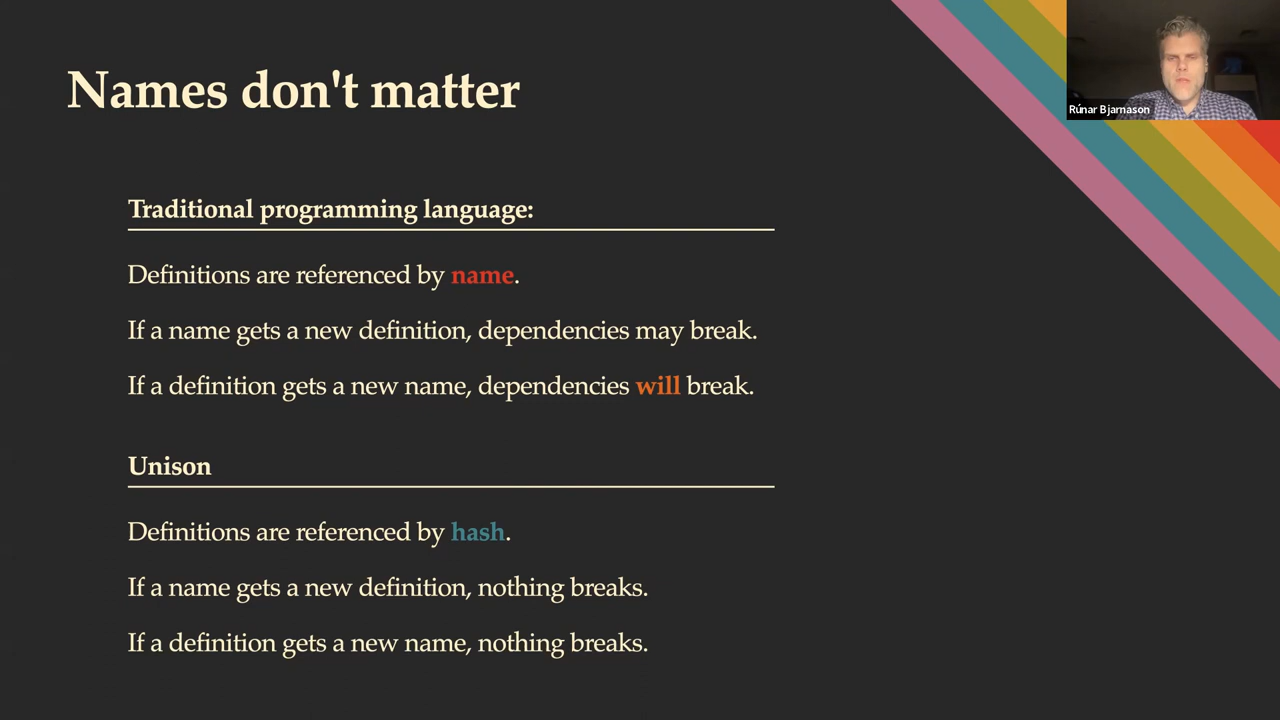 Names don't matter
Rúnar Bjarnason
Traditional programming language:
Definitions are referenced by name.
If a name gets a new definition, dependencies may break.
If a definition gets a new name, dependencies will break.
Unison
Definitions are referenced by hash.
If a name gets a new definition, nothing breaks.
If a definition gets a new name, nothing breaks.